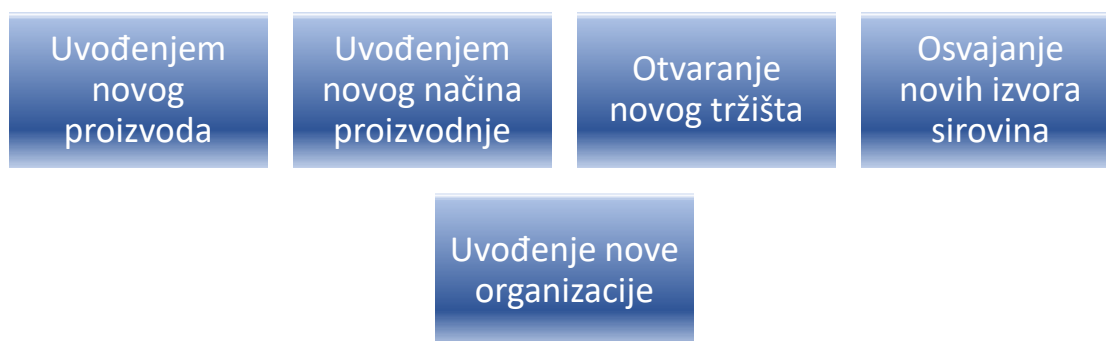 Uvođenjem
novog
proizvoda
Uvođenjem
novog načina
proizvodnje
Otvaranje
novog tržišta
Osvajanje
novih izvora
sirovina
Uvođenje nove
organizacije